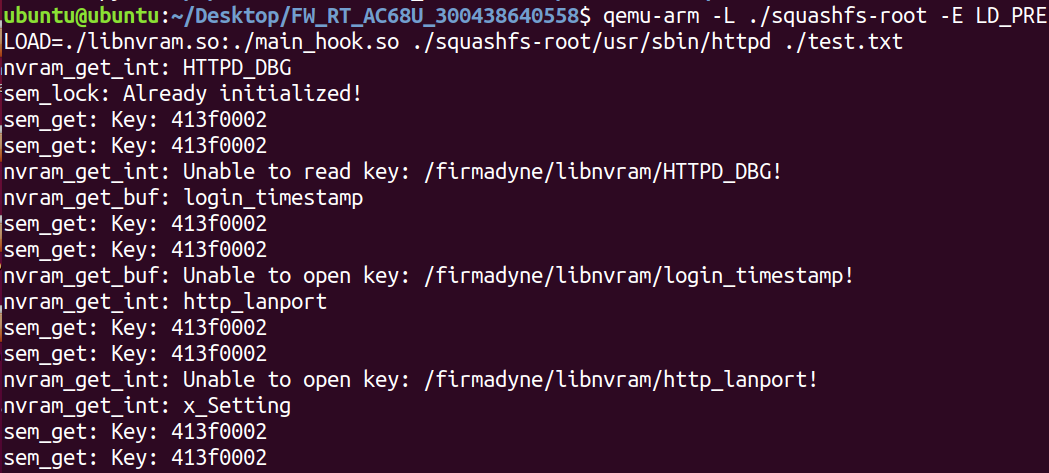 ubuntu@ubuntu:~/Desktop/FW_RT_AC68U_300438640558$ qemu-arm -L ./squashfs-root -E LD_PRE
LOAD=./libnvram.so:./main_hook.so ./squashfs-root/usr/sbin/httpd ./test.txt
nvram_get_int: HTTPD_DBG
sem_lock: Already initialized!
sem_get: Key: 413f0002
sem_get: Key: 413f0002
nvram_get_int: Unable to read key: /firmadyne/libnvram/HTTPD_DBG!
nvram_get_buf: login_timestamp
sem_get: Key: 413f0002
sem_get: Key: 413f0002
nvram_get_buf: Unable to open key: /firmadyne/libnvram/login_timestamp!
nvram_get_int: http_lanport
sem_get: Key: 413f0002
sem_get: Key: 413f0002
nvram_get_int: Unable to open key: /firmadyne/libnvram/http_lanport!
nvram_get_int: x_Setting
sem_get: Key: 413f0002
sem_get: Key: 413f0002